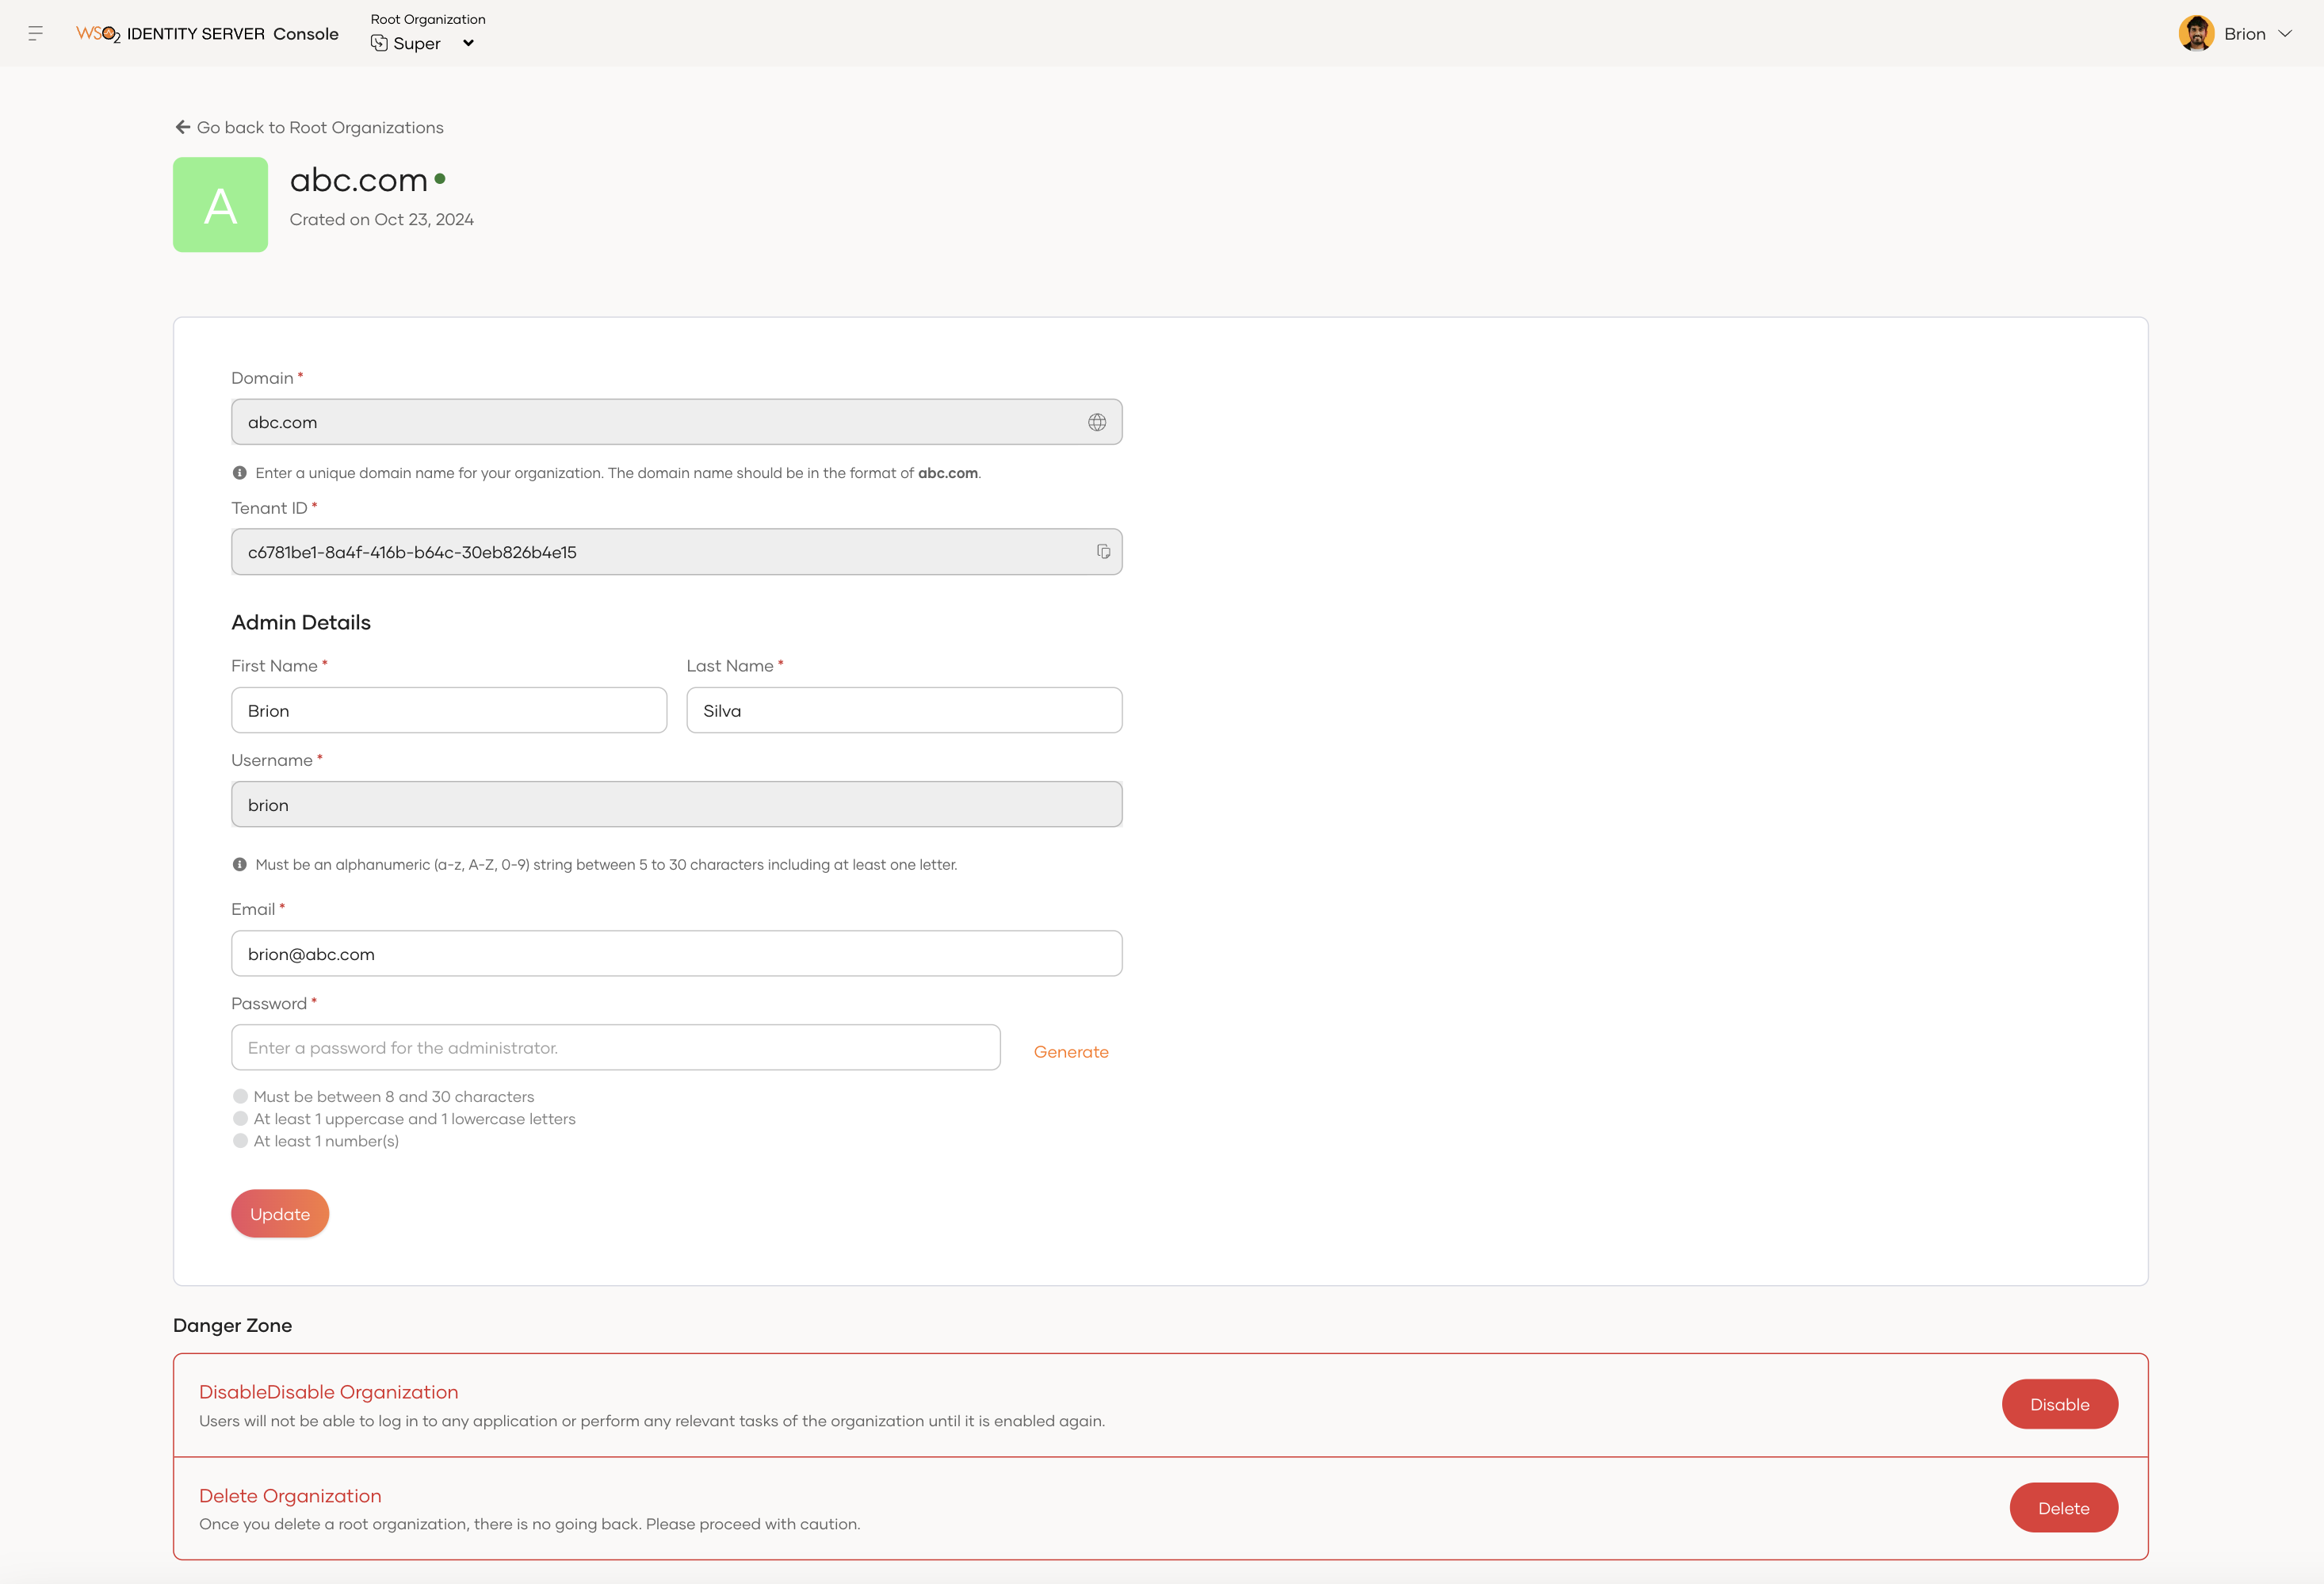 WSO2 IDENTITY SERVER Console
Root Organization
Super
Brion
Go back to Root Organizations
A
abc.com
Crated on Oct 23, 2024
Domain *
abc.com
Enter a unique domain name for your organization. The domain name should be in the format of abc.com.
Tenant ID *
c6781be1-8a4f-416b-b64c-30eb826b4e15
Admin Details
First Name * Last Name *
Brion Silva
Username *
brion
Must be an alphanumeric (a-z, A-Z, 0-9) string between 5 to 30 characters including at least one letter.
Email *
brion@abc.com
Password *
Enter a password for the administrator. Generate
Must be between 8 and 30 characters
At least 1 uppercase and 1 lowercase letters
At least 1 number(s)
Update
Danger Zone
DisableDisable Organization
Users will not be able to log in to any application or perform any relevant tasks of the organization until it is enabled again.
Disable
Delete Organization
Once you delete a root organization, there is no going back. Please proceed with caution.
Delete